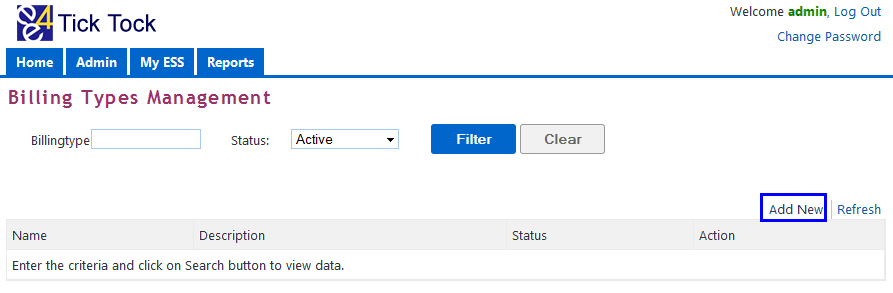 e4e Tick Tock
Welcome admin, Log Out
Change Password
Home Admin My ESS Reports
Billing Types Management
Billingtype Status: Active Filter Clear
Add New Refresh
Name Description Status Action
Enter the criteria and click on Search button to view data.